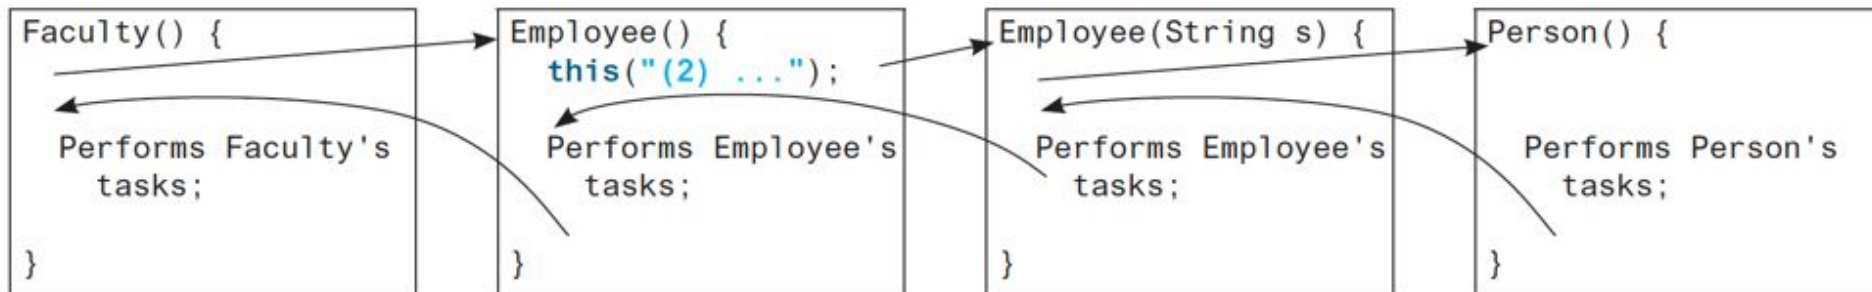 Faculty() {
Performs Faculty's
tasks;
}
Employee() {
this("(2) ...");
Performs Employee's
tasks;
}
Employee(String s) {
Performs Employee's
tasks;
}
Person() {
Performs Person's
tasks;
}